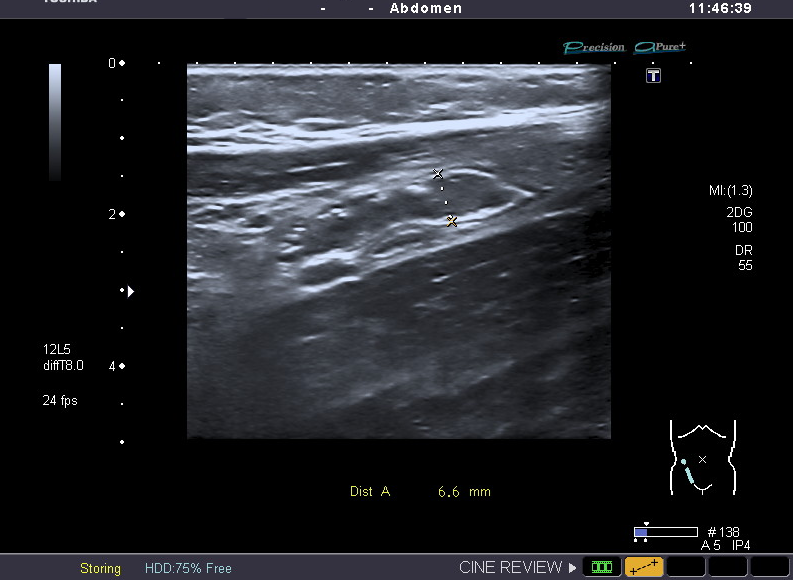 - - Abdomen 11:46:39
Precision APure+
T
0
2
4
MI:(1.3)
2DG
100
DR
55
12L5
diffT8.0
24 fps
Dist A 6.6 mm
#138
A 5 IP4
Storing HDD:75% Free CINE REVIEW